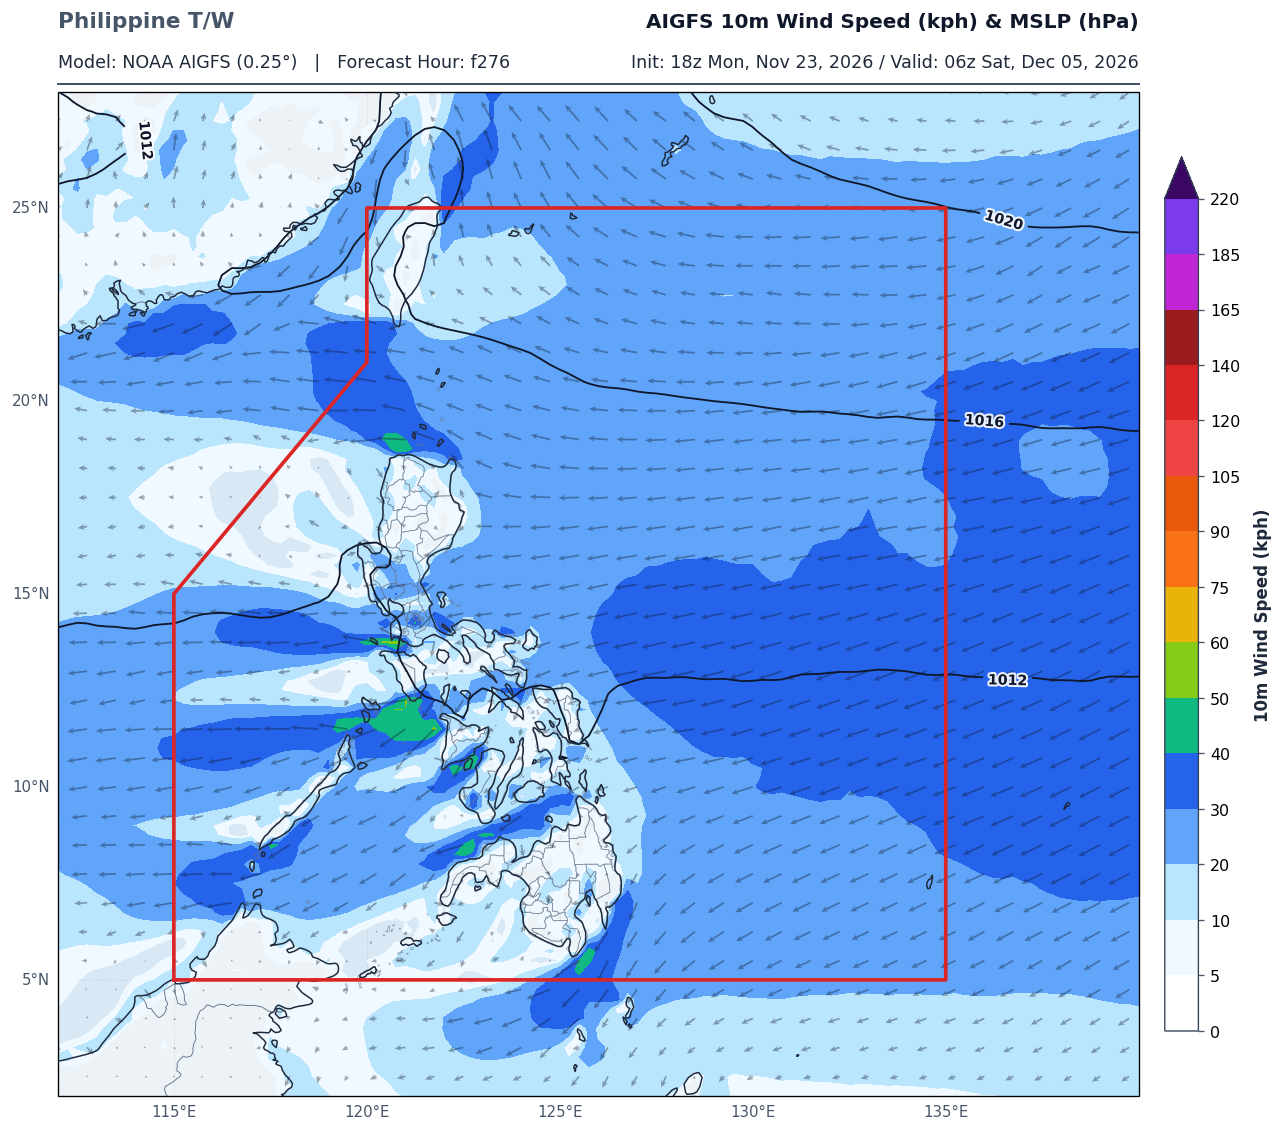 Philippine T/W
AIGFS 10m Wind Speed (kph) & MSLP (hPa)
Model: NOAA AIGFS (0.25°) | Forecast Hour: f276
Init: 18z Mon, Nov 23, 2026 / Valid: 06z Sat, Dec 05, 2026
1012
1020
1016
1012
25°N
20°N
15°N
10°N
5°N
115°E
120°E
125°E
130°E
135°E
220
185
165
140
120
105
90
75
60
50
40
30
20
10
5
0
10m Wind Speed (kph)